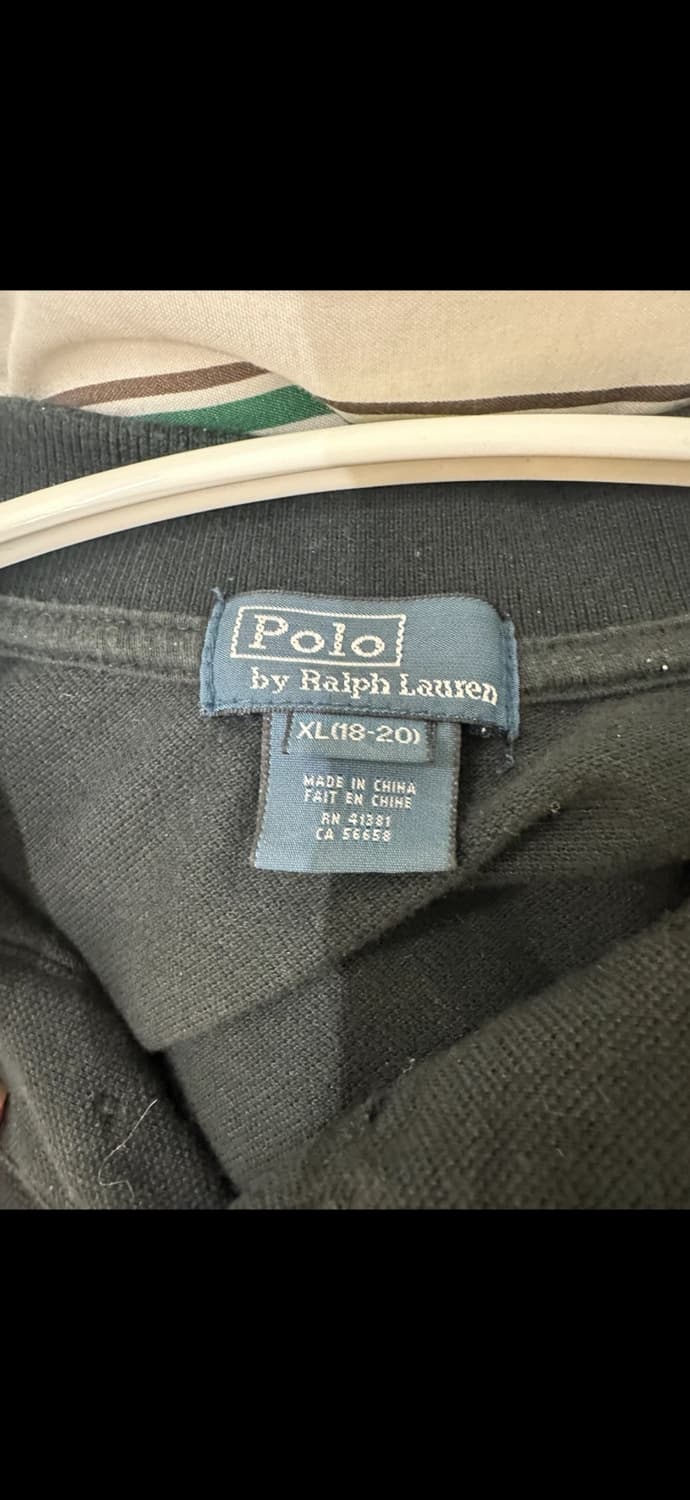 Polo
by Ralph Lauren
XL(18-20)
MADE IN CHINA
FAIT EN CHINE
RN 41381
CA 56658